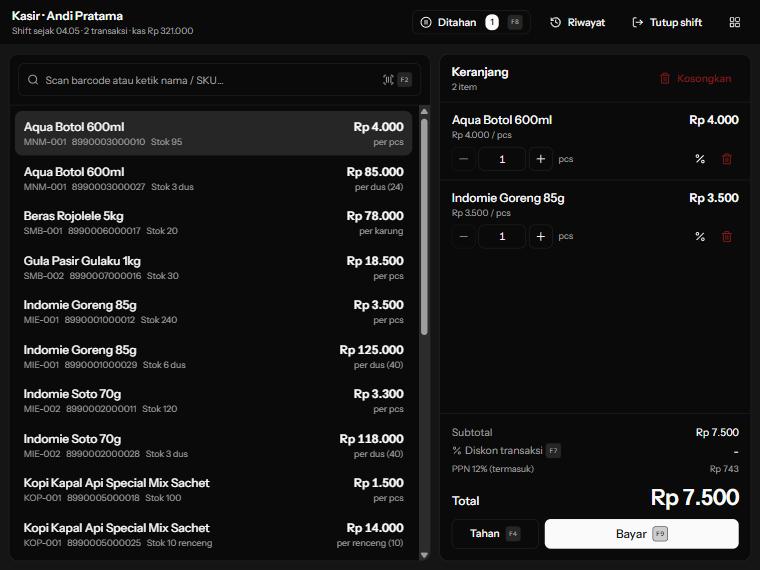 Kasir · Andi Pratama
Shift sejak 04.05 · 2 transaksi · kas Rp 321.000
Ditahan 1 F8
Riwayat
Tutup shift
Scan barcode atau ketik nama / SKU... F2
Aqua Botol 600ml Rp 4.000
MNM-001 8990003000010 Stok 95 per pcs
Aqua Botol 600ml Rp 85.000
MNM-001 8990003000027 Stok 3 dus per dus (24)
Beras Rojolele 5kg Rp 78.000
SMB-001 8990006000017 Stok 20 per karung
Gula Pasir Gulaku 1kg Rp 18.500
SMB-002 8990007000016 Stok 30 per pcs
Indomie Goreng 85g Rp 3.500
MIE-001 8990001000012 Stok 240 per pcs
Indomie Goreng 85g Rp 125.000
MIE-001 8990001000029 Stok 6 dus per dus (40)
Indomie Soto 70g Rp 3.300
MIE-002 8990002000011 Stok 120 per pcs
Indomie Soto 70g Rp 118.000
MIE-002 8990002000028 Stok 3 dus per dus (40)
Kopi Kapal Api Special Mix Sachet Rp 1.500
KOP-001 8990005000018 Stok 100 per pcs
Kopi Kapal Api Special Mix Sachet Rp 14.000
KOP-001 8990005000025 Stok 10 renceng per renceng (10)
Keranjang
2 item
Kosongkan
Aqua Botol 600ml Rp 4.000
Rp 4.000 / pcs
− 1 + pcs %
Indomie Goreng 85g Rp 3.500
Rp 3.500 / pcs
− 1 + pcs %
Subtotal Rp 7.500
% Diskon transaksi F7 -
PPN 12% (termasuk) Rp 743
Total Rp 7.500
Tahan F4
Bayar F9